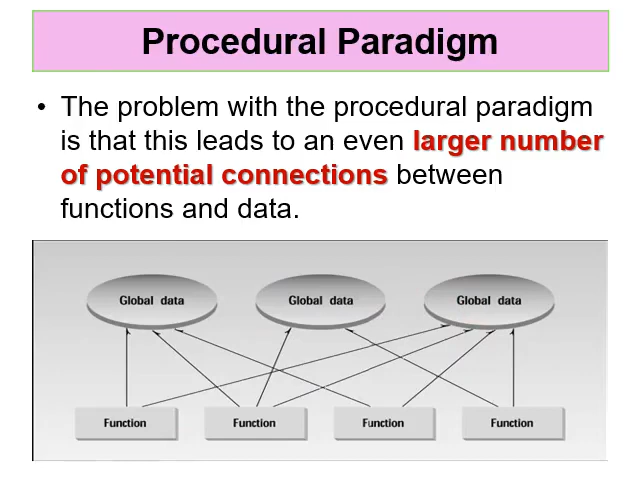 Procedural Paradigm
• The problem with the procedural paradigm
is that this leads to an even larger number
of potential connections between
functions and data.
Global data
Global data
Global data
Function
Function
Function
Function